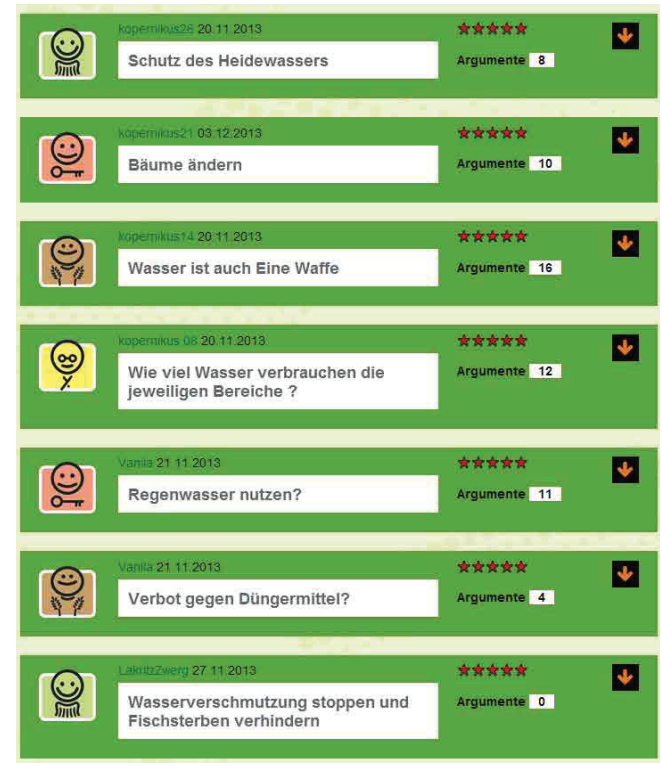 kopernikus26 20.11.2013
Schutz des Heidewassers
Argumente 8
kopernikus21 03.12.2013
Bäume ändern
Argumente 10
kopernikus14 20.11.2013
Wasser ist auch Eine Waffe
Argumente 16
kopernikus 08 20.11.2013
Wie viel Wasser verbrauchen die
jeweiligen Bereiche ?
Argumente 12
Vanila 21.11.2013
Regenwasser nutzen?
Argumente 11
Vanila 21.11.2013
Verbot gegen Düngermittel?
Argumente 4
LakritzZwerg 27.11.2013
Wasserverschmutzung stoppen und
Fischsterben verhindern
Argumente 0